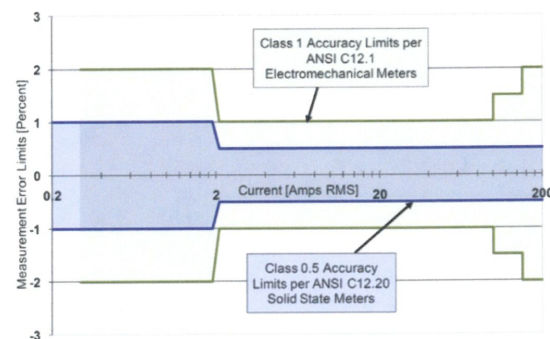 3
2
1
0
-1
-2
-3
Measurement Error Limits [Percent]
Class 1 Accuracy Limits per
ANSI C12.1
Electromechanical Meters
0.2
2
Current [Amps RMS]
20
200
Class 0.5 Accuracy
Limits per ANSI C12.20
Solid State Meters